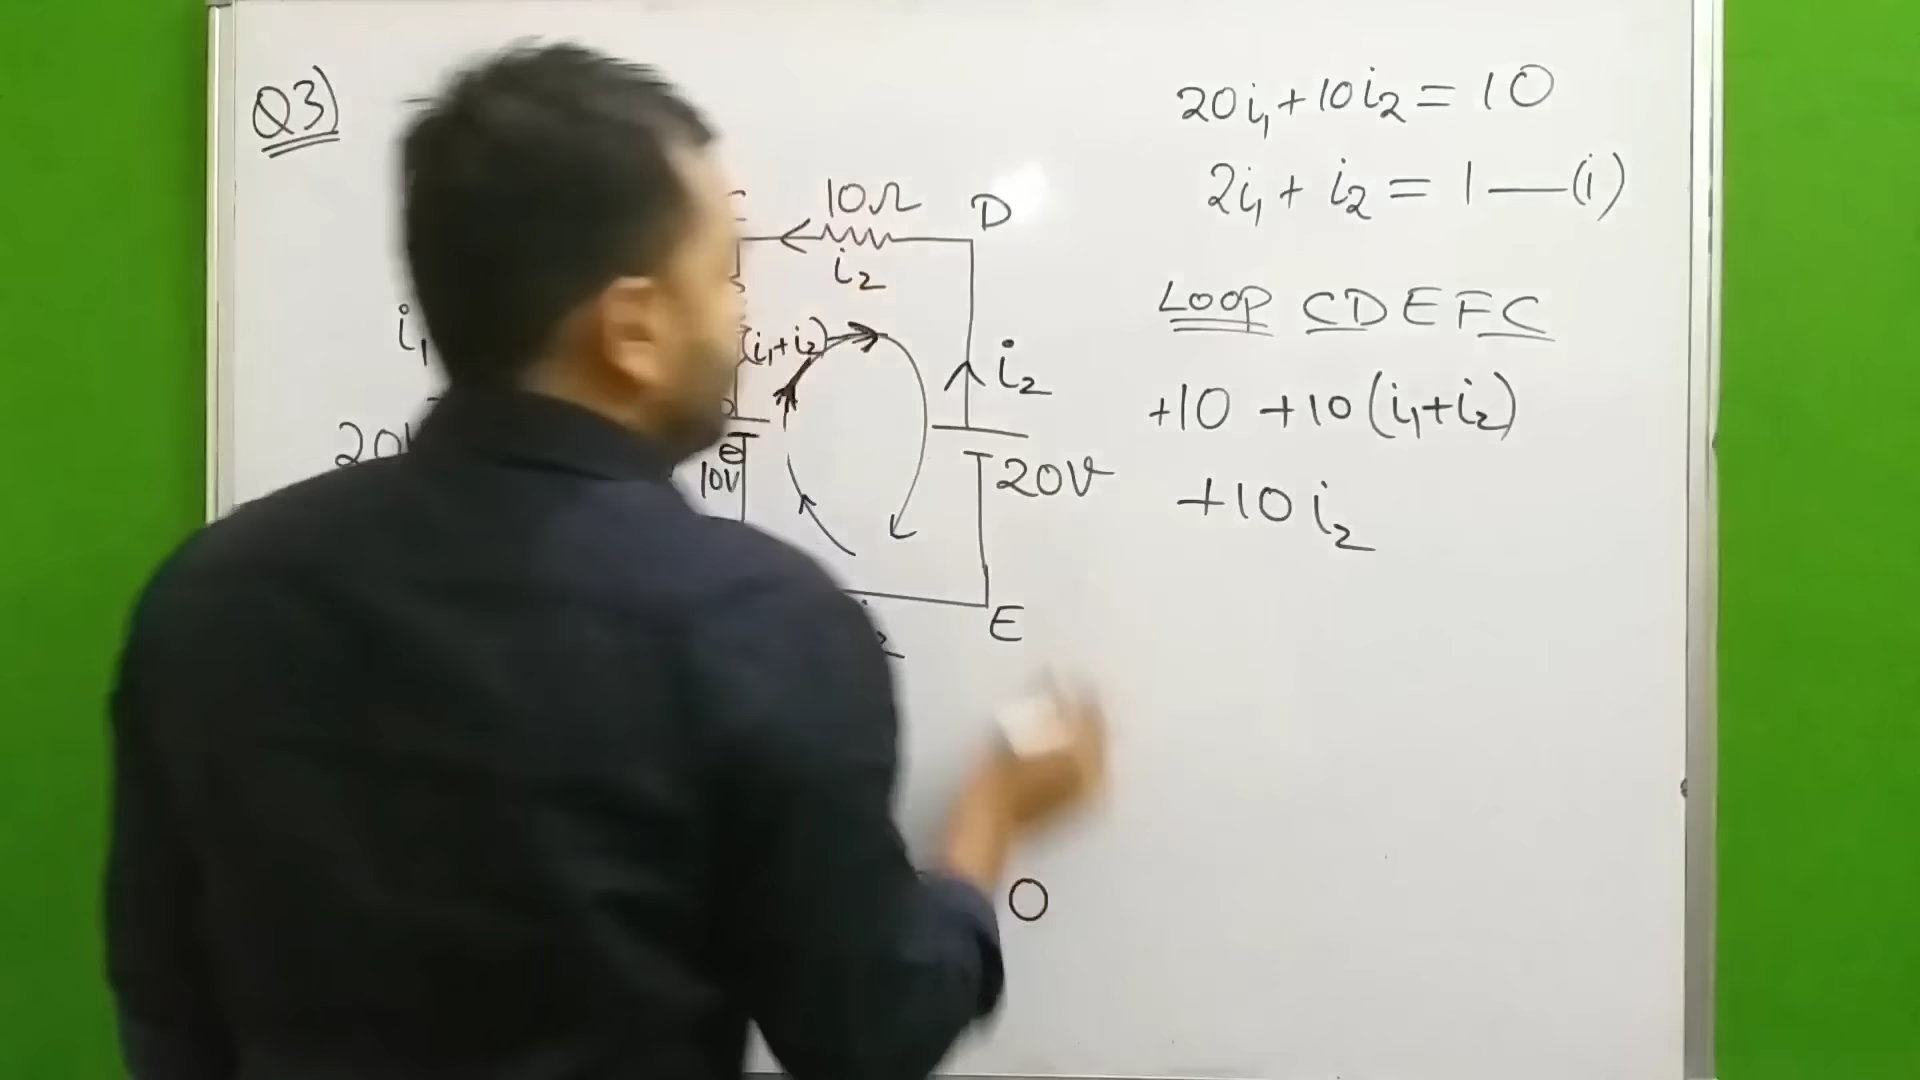 Q3)
10Ω
D
i₂
i₁
(i₁+i₂)
i₂
20V
10V
E
O
20i₁+10i₂=10
2i₁+i₂=1—(i)
LOOP CDEFC
+10 +10(i₁+i₂)
+10i₂